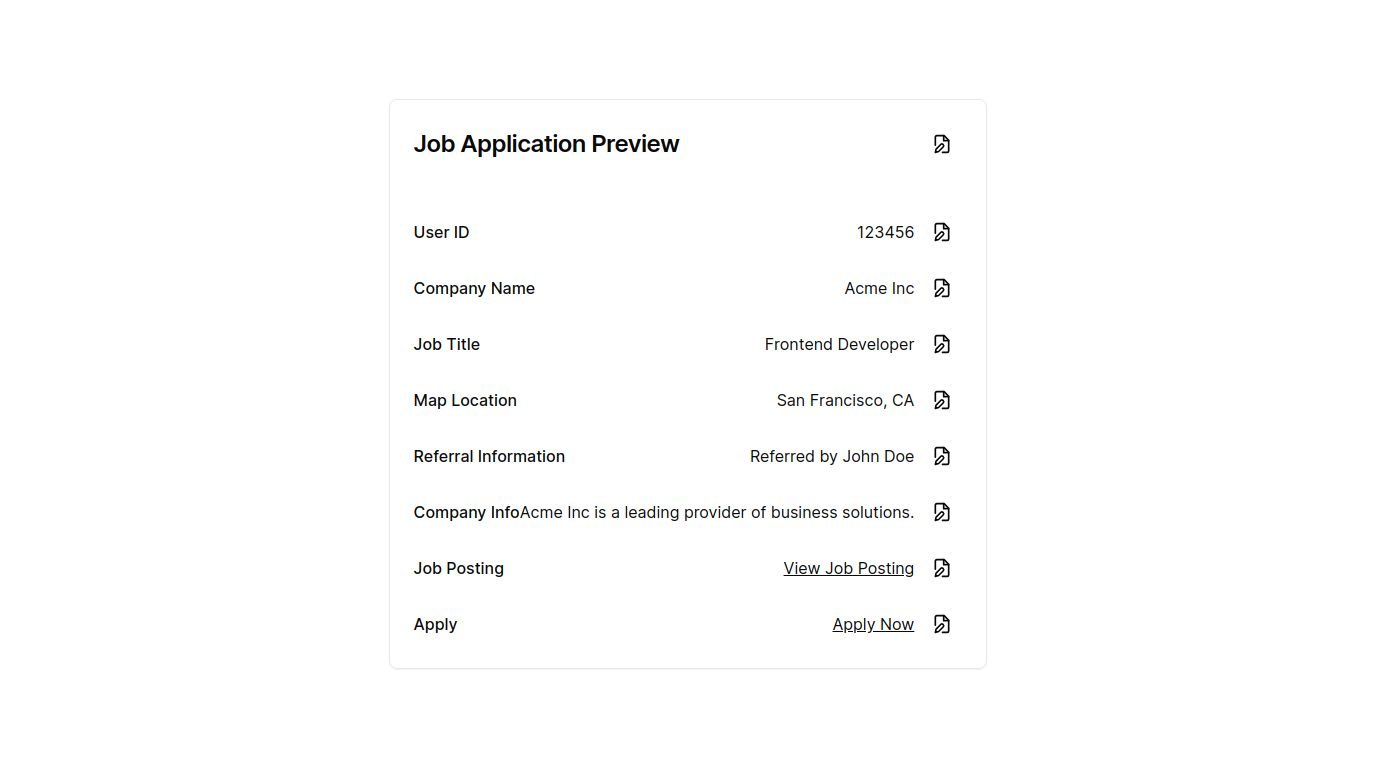 Job Application Preview
User ID 123456
Company Name Acme Inc
Job Title Frontend Developer
Map Location San Francisco, CA
Referral Information Referred by John Doe
Company InfoAcme Inc is a leading provider of business solutions.
Job Posting View Job Posting
Apply Apply Now